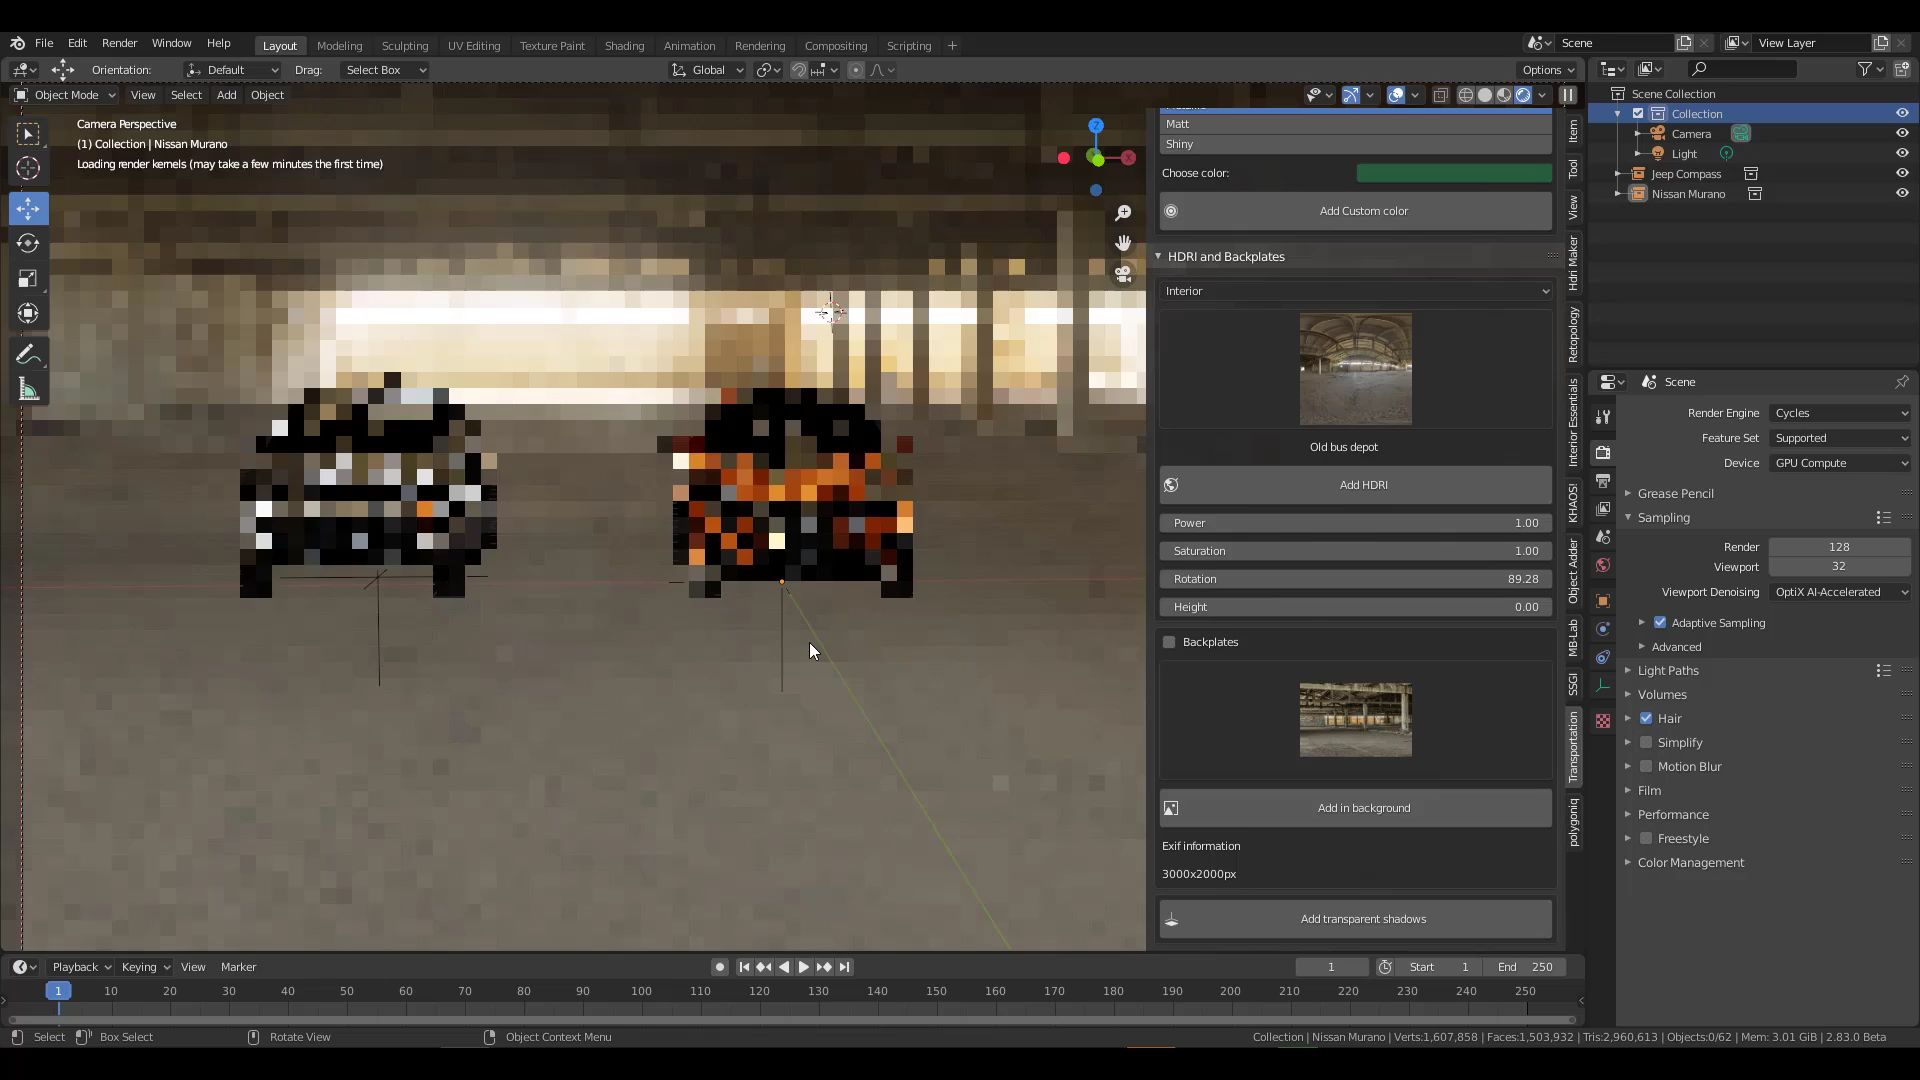 File Edit Render Window Help Layout Modeling Sculpting UV Editing Texture Paint Shading Animation Rendering Compositing Scripting + Scene View Layer
Orientation: Default Drag: Select Box Global Options
Object Mode View Select Add Object
Camera Perspective
(1) Collection | Nissan Murano
Loading render kernels (may take a few minutes the first time)
Z
X
Matt
Shiny
Choose color:
Add Custom color
HDRI and Backplates
Interior
Old bus depot
Add HDRI
Power 1.00
Saturation 1.00
Rotation 89.28
Height 0.00
Backplates
Add in background
Exif information
3000x2000px
Add transparent shadows
Item
Tool
View
Hdri Maker
Retopology
Interior Essentials
KHAOS!
Object Adder
MB-Lab
SSGI
Transportation
polygoniq
Scene Collection
Collection
Camera
Light
Jeep Compass
Nissan Murano
Scene
Render Engine Cycles
Feature Set Supported
Device GPU Compute
Grease Pencil
Sampling
Render 128
Viewport 32
Viewport Denoising OptiX AI-Accelerated
Adaptive Sampling
Advanced
Light Paths
Volumes
Hair
Simplify
Motion Blur
Film
Performance
Freestyle
Color Management
Playback Keying View Marker 1 Start 1 End 250
1 10 20 30 40 50 60 70 80 90 100 110 120 130 140 150 160 170 180 190 200 210 220 230 240 250
Select Box Select Rotate View Object Context Menu Collection | Nissan Murano | Verts:1,607,858 | Faces:1,503,932 | Tris:2,960,613 | Objects:0/62 | Mem: 3.01 GiB | 2.83.0 Beta